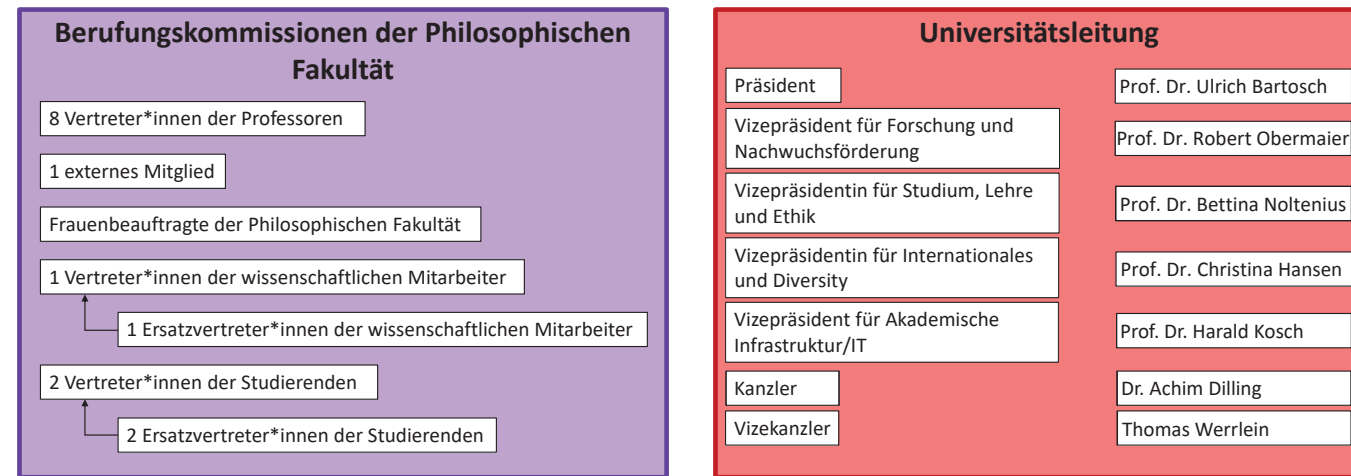 Berufungskommissionen der Philosophischen
Fakultät
8 Vertreter*innen der Professoren
1 externes Mitglied
Frauenbeauftragte der Philosophischen Fakultät
1 Vertreter*innen der wissenschaftlichen Mitarbeiter
1 Ersatzvertreter*innen der wissenschaftlichen Mitarbeiter
2 Vertreter*innen der Studierenden
2 Ersatzvertreter*innen der Studierenden
Universitätsleitung
Präsident
Prof. Dr. Ulrich Bartosch
Vizepräsident für Forschung und
Nachwuchsförderung
Prof. Dr. Robert Obermaier
Vizepräsidentin für Studium, Lehre
und Ethik
Prof. Dr. Bettina Noltenius
Vizepräsidentin für Internationales
und Diversity
Prof. Dr. Christina Hansen
Vizepräsident für Akademische
Infrastruktur/IT
Prof. Dr. Harald Kosch
Kanzler
Dr. Achim Dilling
Vizekanzler
Thomas Werrlein